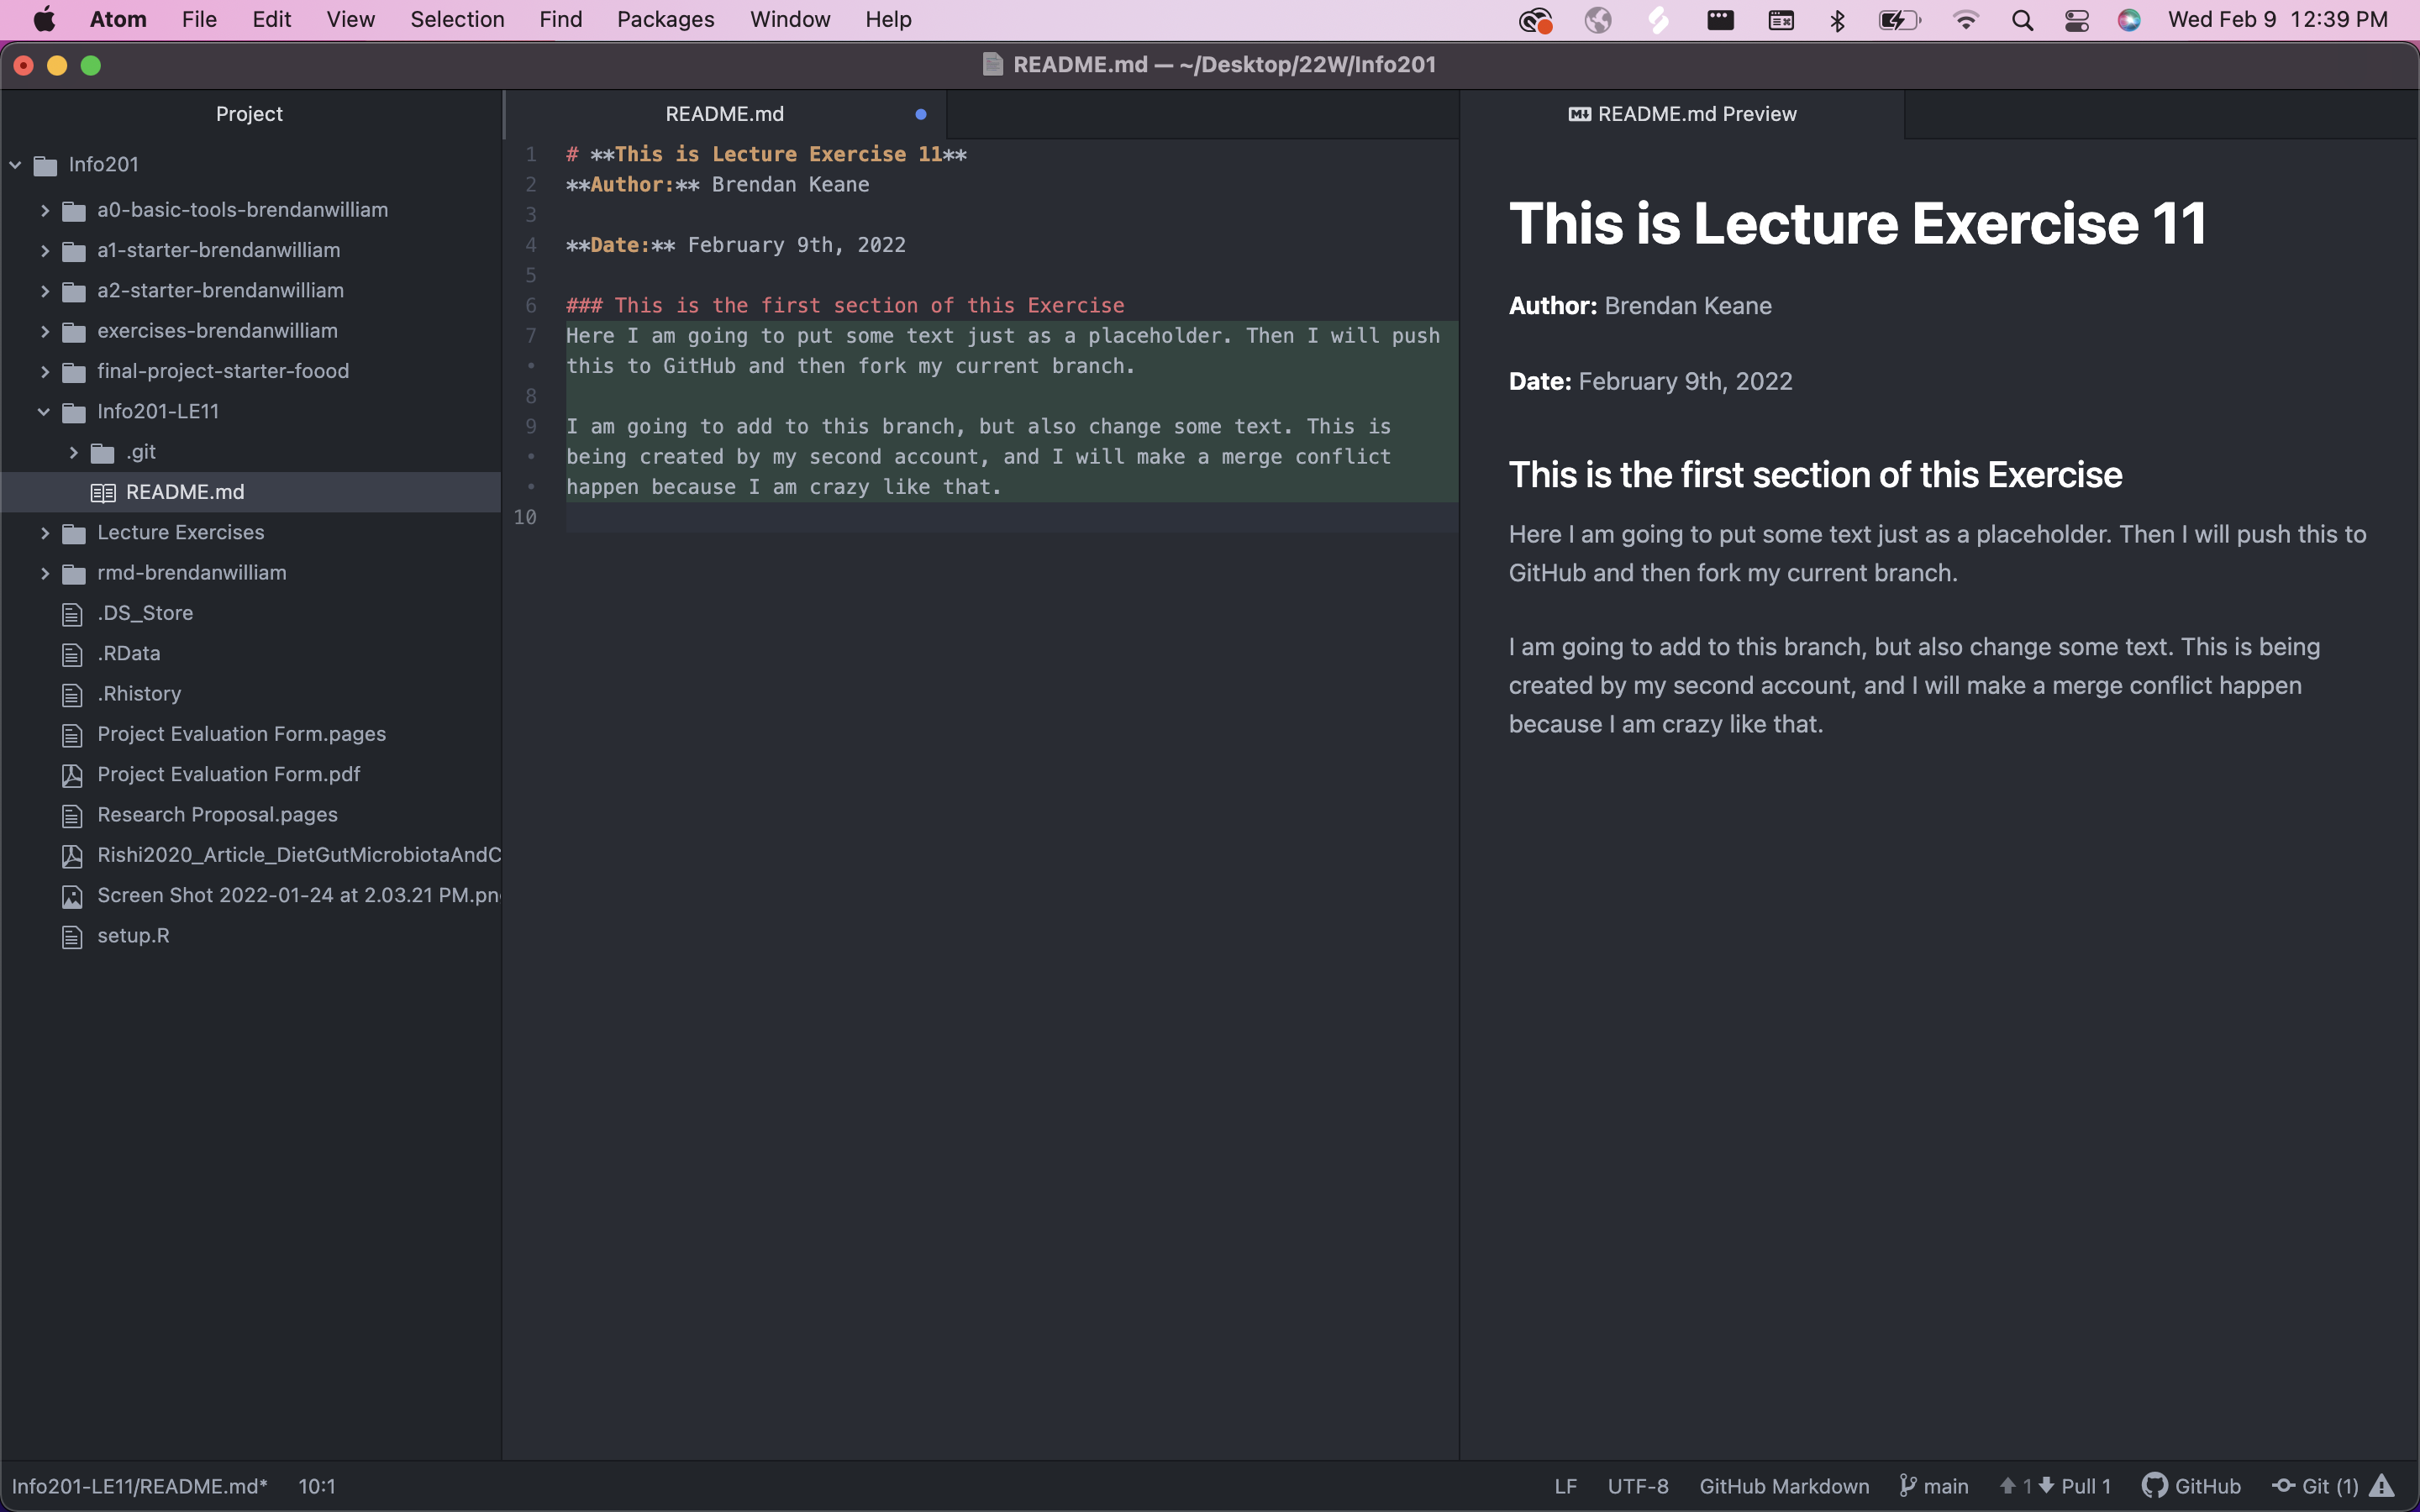 Atom File Edit View Selection Find Packages Window Help Wed Feb 9 12:39 PM
README.md — ~/Desktop/22W/Info201
Project
Info201
a0-basic-tools-brendanwilliam
a1-starter-brendanwilliam
a2-starter-brendanwilliam
exercises-brendanwilliam
final-project-starter-foood
Info201-LE11
.git
README.md
Lecture Exercises
rmd-brendanwilliam
.DS_Store
.RData
.Rhistory
Project Evaluation Form.pages
Project Evaluation Form.pdf
Research Proposal.pages
Rishi2020_Article_DietGutMicrobiotaAndC
Screen Shot 2022-01-24 at 2.03.21 PM.pn
setup.R
README.md
1 # **This is Lecture Exercise 11**
2 **Author:** Brendan Keane
3
4 **Date:** February 9th, 2022
5
6 ### This is the first section of this Exercise
7 Here I am going to put some text just as a placeholder. Then I will push
• this to GitHub and then fork my current branch.
8
9 I am going to add to this branch, but also change some text. This is
• being created by my second account, and I will make a merge conflict
• happen because I am crazy like that.
10
README.md Preview
This is Lecture Exercise 11
Author: Brendan Keane
Date: February 9th, 2022
This is the first section of this Exercise
Here I am going to put some text just as a placeholder. Then I will push this to
GitHub and then fork my current branch.
I am going to add to this branch, but also change some text. This is being
created by my second account, and I will make a merge conflict happen
because I am crazy like that.
Info201-LE11/README.md* 10:1 LF UTF-8 GitHub Markdown main 1 Pull 1 GitHub Git (1)